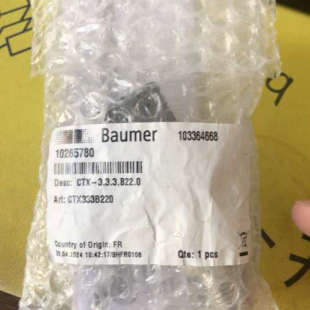 Baumer 103364668
10265780
Desc: CTX-3.3.3.B22.0
Art: CTX333B220
Country of Origin: FR
Qte: 1 pcs